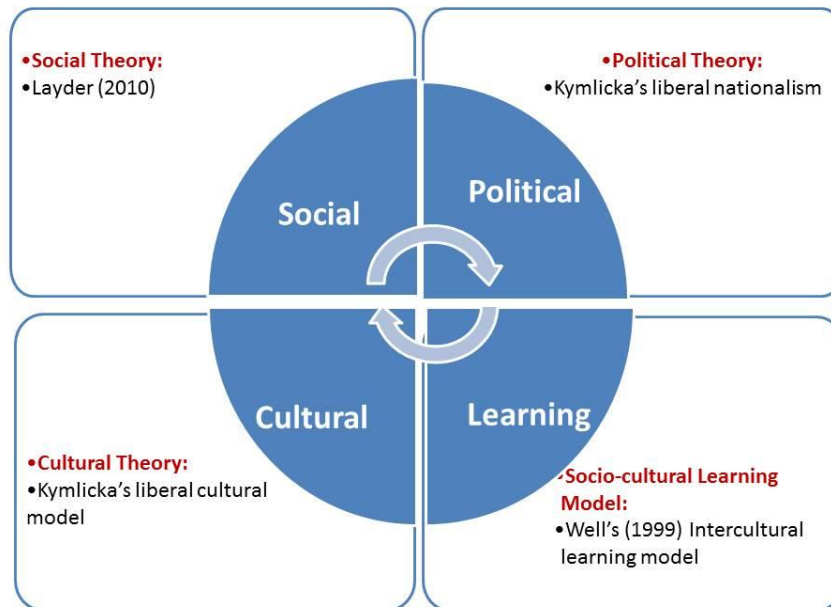 •Social Theory:
•Layder (2010)
•Political Theory:
•Kymlicka’s liberal nationalism
Social
Political
Cultural
Learning
•Cultural Theory:
•Kymlicka’s liberal cultural
model
•Socio-cultural Learning
Model:
•Well’s (1999) Intercultural
learning model